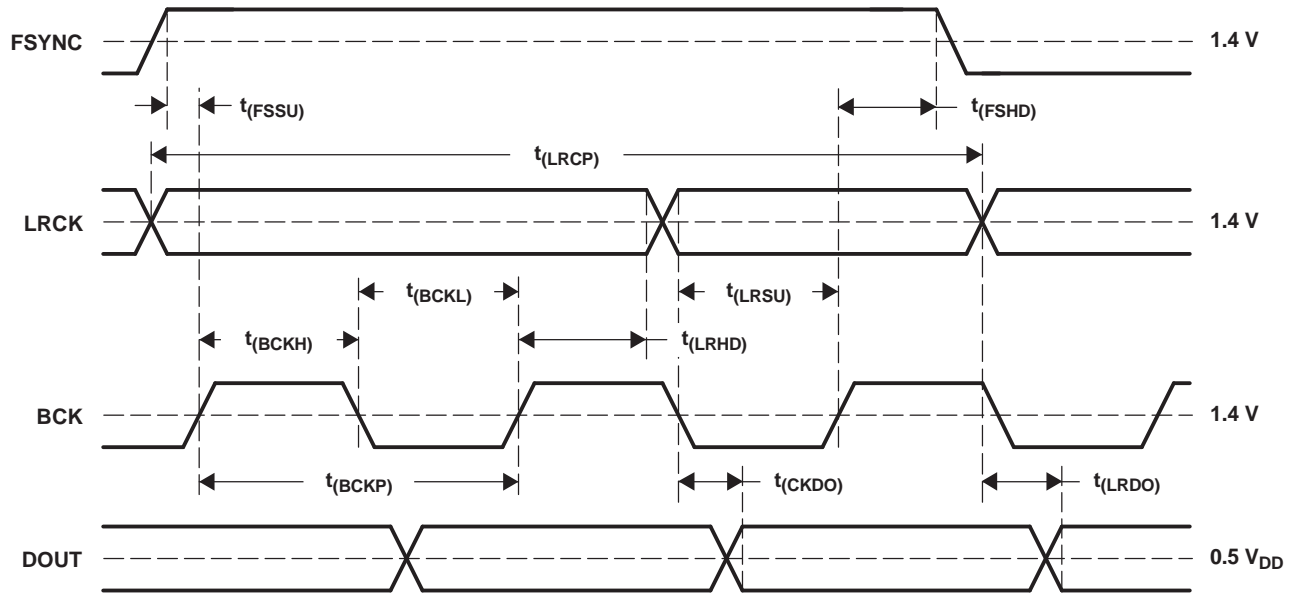 FSYNC
1.4 V
t(FSSU)
t(FSHD)
t(LRCP)
LRCK
1.4 V
t(BCKL)
t(LRSU)
t(BCKH)
t(LRHD)
BCK
1.4 V
t(BCKP)
t(CKDO)
t(LRDO)
DOUT
0.5 VDD